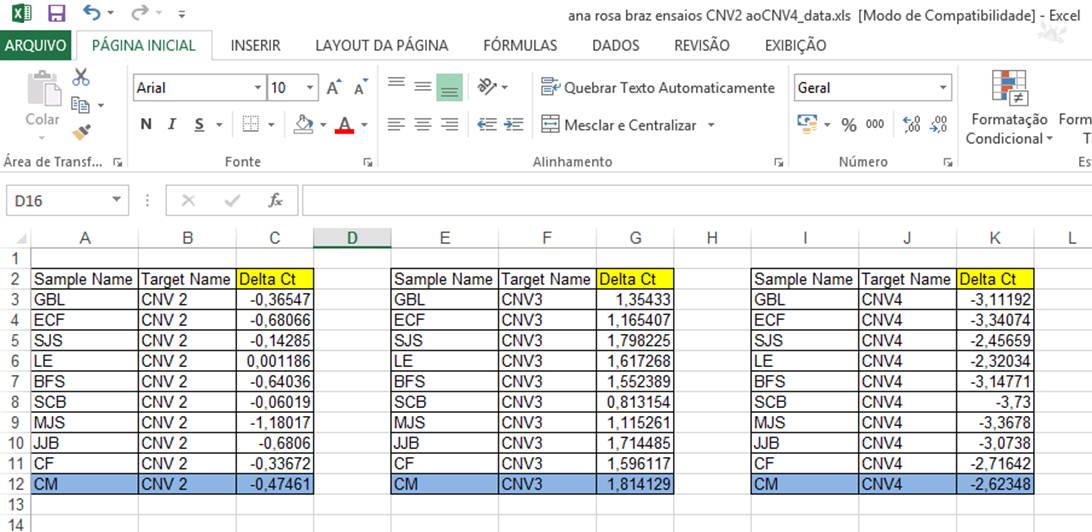 ana rosa braz ensaios CNV2 aoCNV4_data.xls [Modo de Compatibilidade] - Excel
ARQUIVO PÁGINA INICIAL INSERIR LAYOUT DA PÁGINA FÓRMULAS DADOS REVISÃO EXIBIÇÃO
Arial 10 Quebrar Texto Automaticamente Geral
Colar N I S A Mesclar e Centralizar % 000 Formatação
Condicional
Área de Transf... Fonte Alinhamento Número
D16 fx
A B C D E F G H I J K L
1
2 Sample Name Target Name Delta Ct Sample Name Target Name Delta Ct Sample Name Target Name Delta Ct
3 GBL CNV 2 -0,36547 GBL CNV3 1,35433 GBL CNV4 -3,11192
4 ECF CNV 2 -0,68066 ECF CNV3 1,165407 ECF CNV4 -3,34074
5 SJS CNV 2 -0,14285 SJS CNV3 1,798225 SJS CNV4 -2,45659
6 LE CNV 2 0,001186 LE CNV3 1,617268 LE CNV4 -2,32034
7 BFS CNV 2 -0,64036 BFS CNV3 1,552389 BFS CNV4 -3,14771
8 SCB CNV 2 -0,06019 SCB CNV3 0,813154 SCB CNV4 -3,73
9 MJS CNV 2 -1,18017 MJS CNV3 1,115261 MJS CNV4 -3,3678
10 JJB CNV 2 -0,6806 JJB CNV3 1,714485 JJB CNV4 -3,0738
11 CF CNV 2 -0,33672 CF CNV3 1,596117 CF CNV4 -2,71642
12 CM CNV 2 -0,47461 CM CNV3 1,814129 CM CNV4 -2,62348
13
14